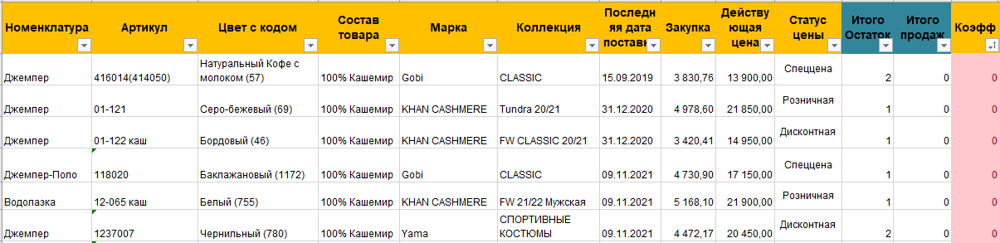 Номенклатура Артикул Цвет с кодом Состав товара Марка Коллекция Последн яя дата поставк Закупка Действу ющая цена Статус цены Итого Остаток Итого продаж Коэфф
Джемпер 416014(414050) Натуральный Кофе с молоком (57) 100% Кашемир Gobi CLASSIC 15.09.2019 3 830,76 13 900,00 Спеццена 2 0 0
Джемпер 01-121 Серо-бежевый (69) 100% Кашемир KHAN CASHMERE Tundra 20/21 31.12.2020 4 978,60 21 850,00 Розничная 1 0 0
Джемпер 01-122 каш Бордовый (46) 100% Кашемир KHAN CASHMERE FW CLASSIC 20/21 31.12.2020 3 420,41 14 950,00 Дисконтная 1 0 0
Джемпер-Поло 118020 Баклажановый (1172) 100% Кашемир Gobi CLASSIC 09.11.2021 4 730,90 17 150,00 Спеццена 1 0 0
Водолазка 12-065 каш Белый (755) 100% Кашемир KHAN CASHMERE FW 21/22 Мужская 09.11.2021 5 168,10 21 900,00 Розничная 1 0 0
Джемпер 1237007 Чернильный (780) 100% Кашемир Yama СПОРТИВНЫЕ КОСТЮМЫ 09.11.2021 4 472,17 20 450,00 Дисконтная 2 0 0